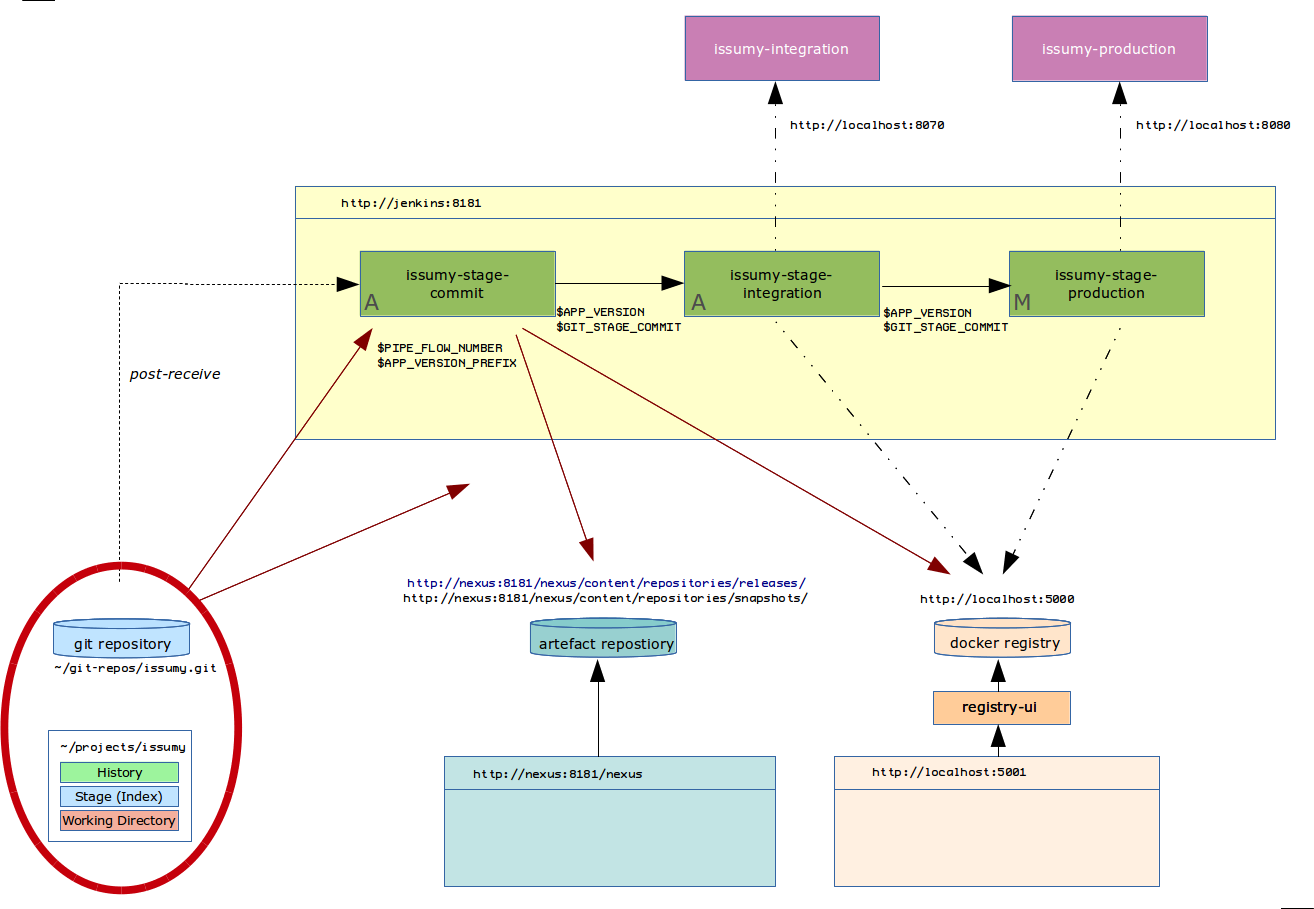 issumy-integration
issumy-production
http://localhost:8070
http://localhost:8080
http://jenkins:8181
issumy-stage-
commit
A
issumy-stage-
integration
A
issumy-stage-
production
M
$APP_VERSION
$GIT_STAGE_COMMIT
$APP_VERSION
$GIT_STAGE_COMMIT
$PIPE_FLOW_NUMBER
$APP_VERSION_PREFIX
post-receive
http://nexus:8181/nexus/content/repositories/releases/
http://nexus:8181/nexus/content/repositories/snapshots/
http://localhost:5000
git repository
~/git-repos/issumy.git
artefact repostiory
docker registry
registry-ui
~/projects/issumy
History
Stage (Index)
Working Directory
http://nexus:8181/nexus
http://localhost:5001